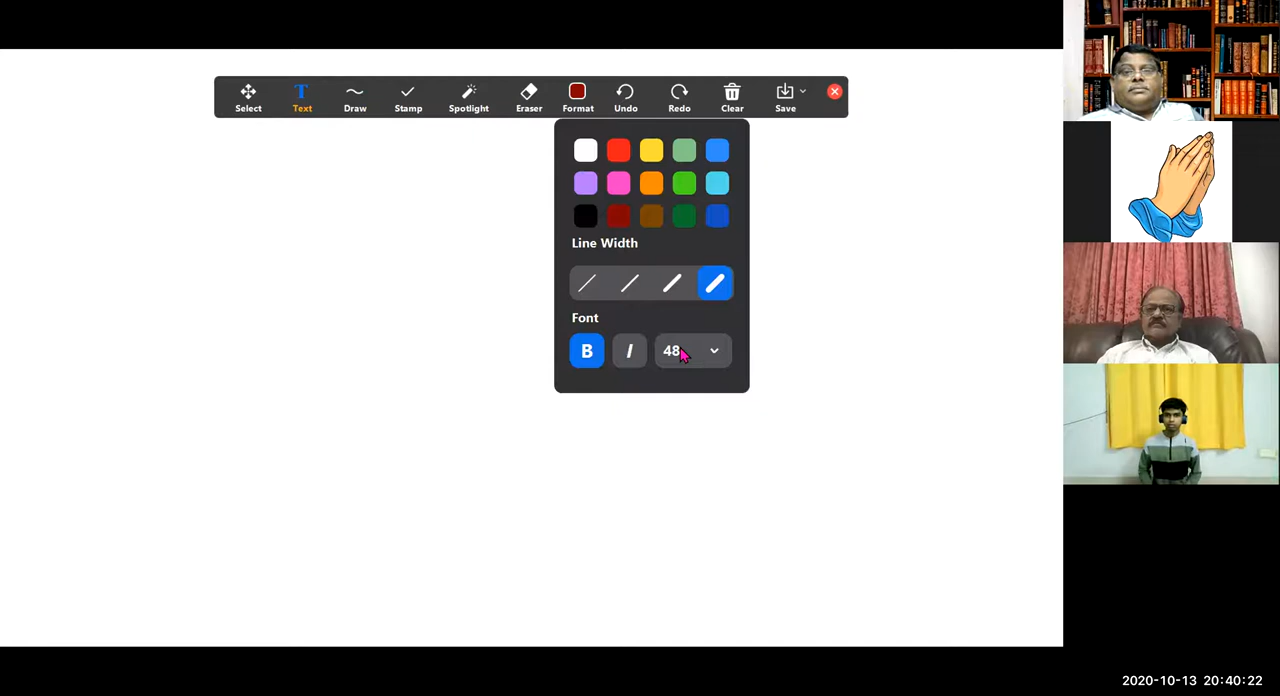 Select Text Draw Stamp Spotlight Eraser Format Undo Redo Clear Save
Line Width
Font
B I 48
2020-10-13 20:40:22